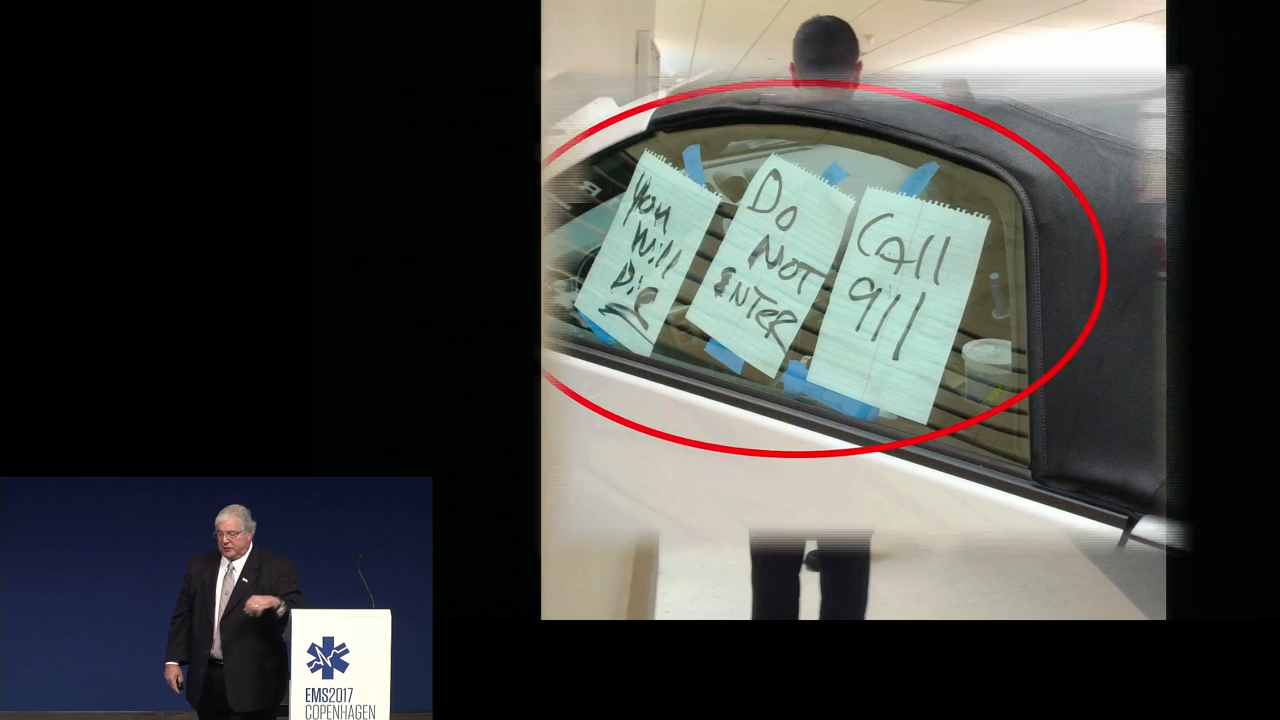 You
Will
Die
Do
NOT
ENTER
CAll
911
EMS2017
COPENHAGEN